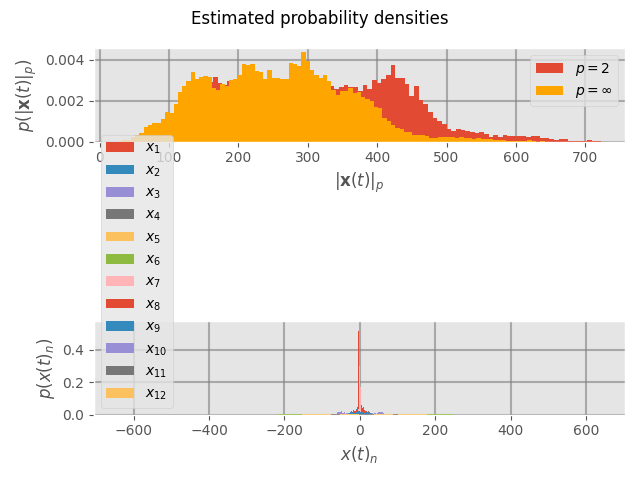 Estimated probability densities
p(|x(t)|p)
0.004
0.002
0.000
p = 2
p = ∞
0 100 200 300 400 500 600 700
|x(t)|p
x1
x2
x3
x4
x5
x6
x7
x8
x9
x10
x11
x12
p(x(t)n)
0.4
0.2
0.0
−600 −400 −200 0 200 400 600
x(t)n